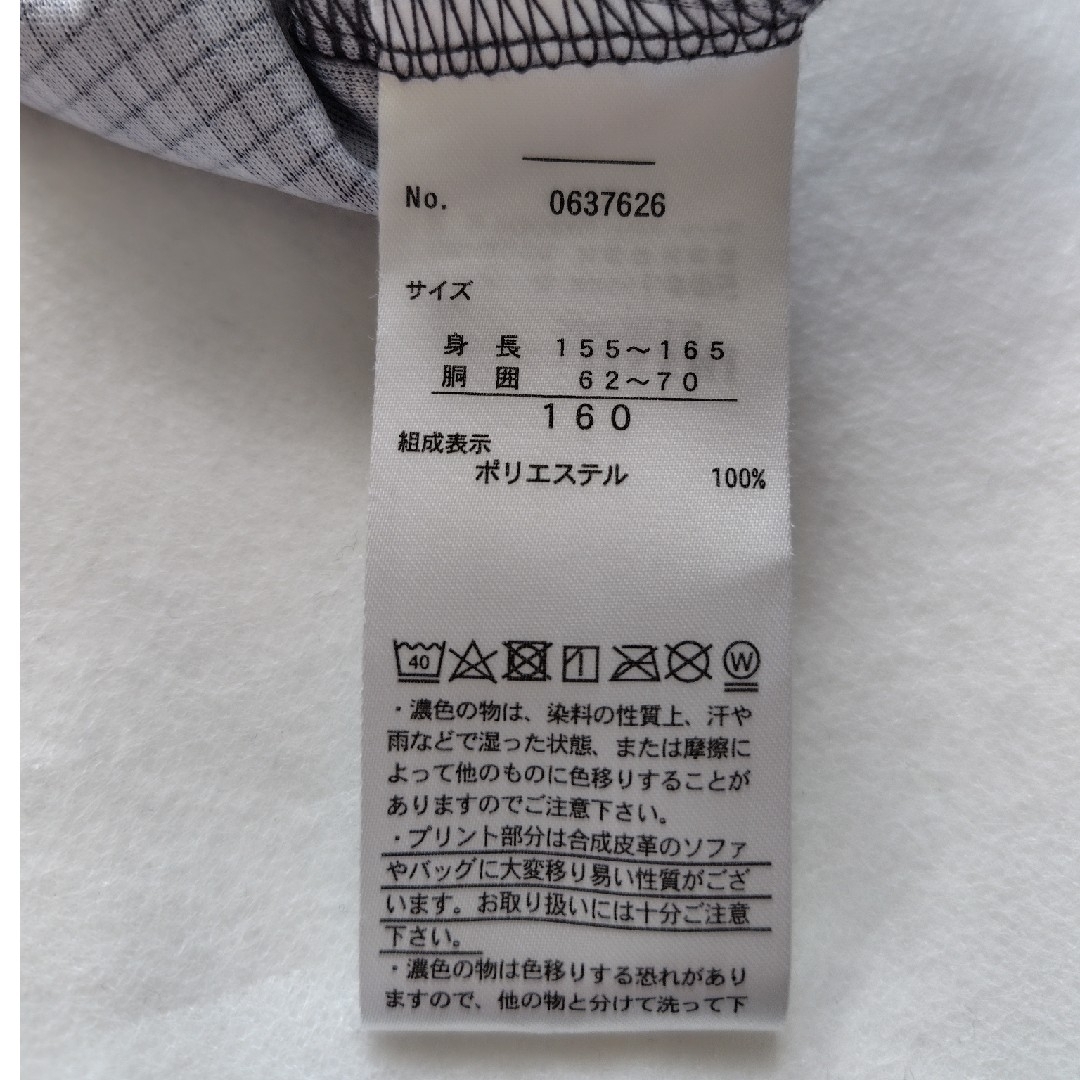 No. 0637626
サイズ
身 長 155～165
胴 囲 62～70
160
組成表示
ポリエステル 100%
40 W
・濃色の物は、染料の性質上、汗や
雨などで湿った状態、または摩擦に
よって他のものに色移りすることが
ありますのでご注意下さい。
・プリント部分は合成皮革のソファ
やバッグに大変移り易い性質がござ
います。お取り扱いには十分ご注意
下さい。
・濃色の物は色移りする恐れがあり
ますので、他の物と分けて洗って下